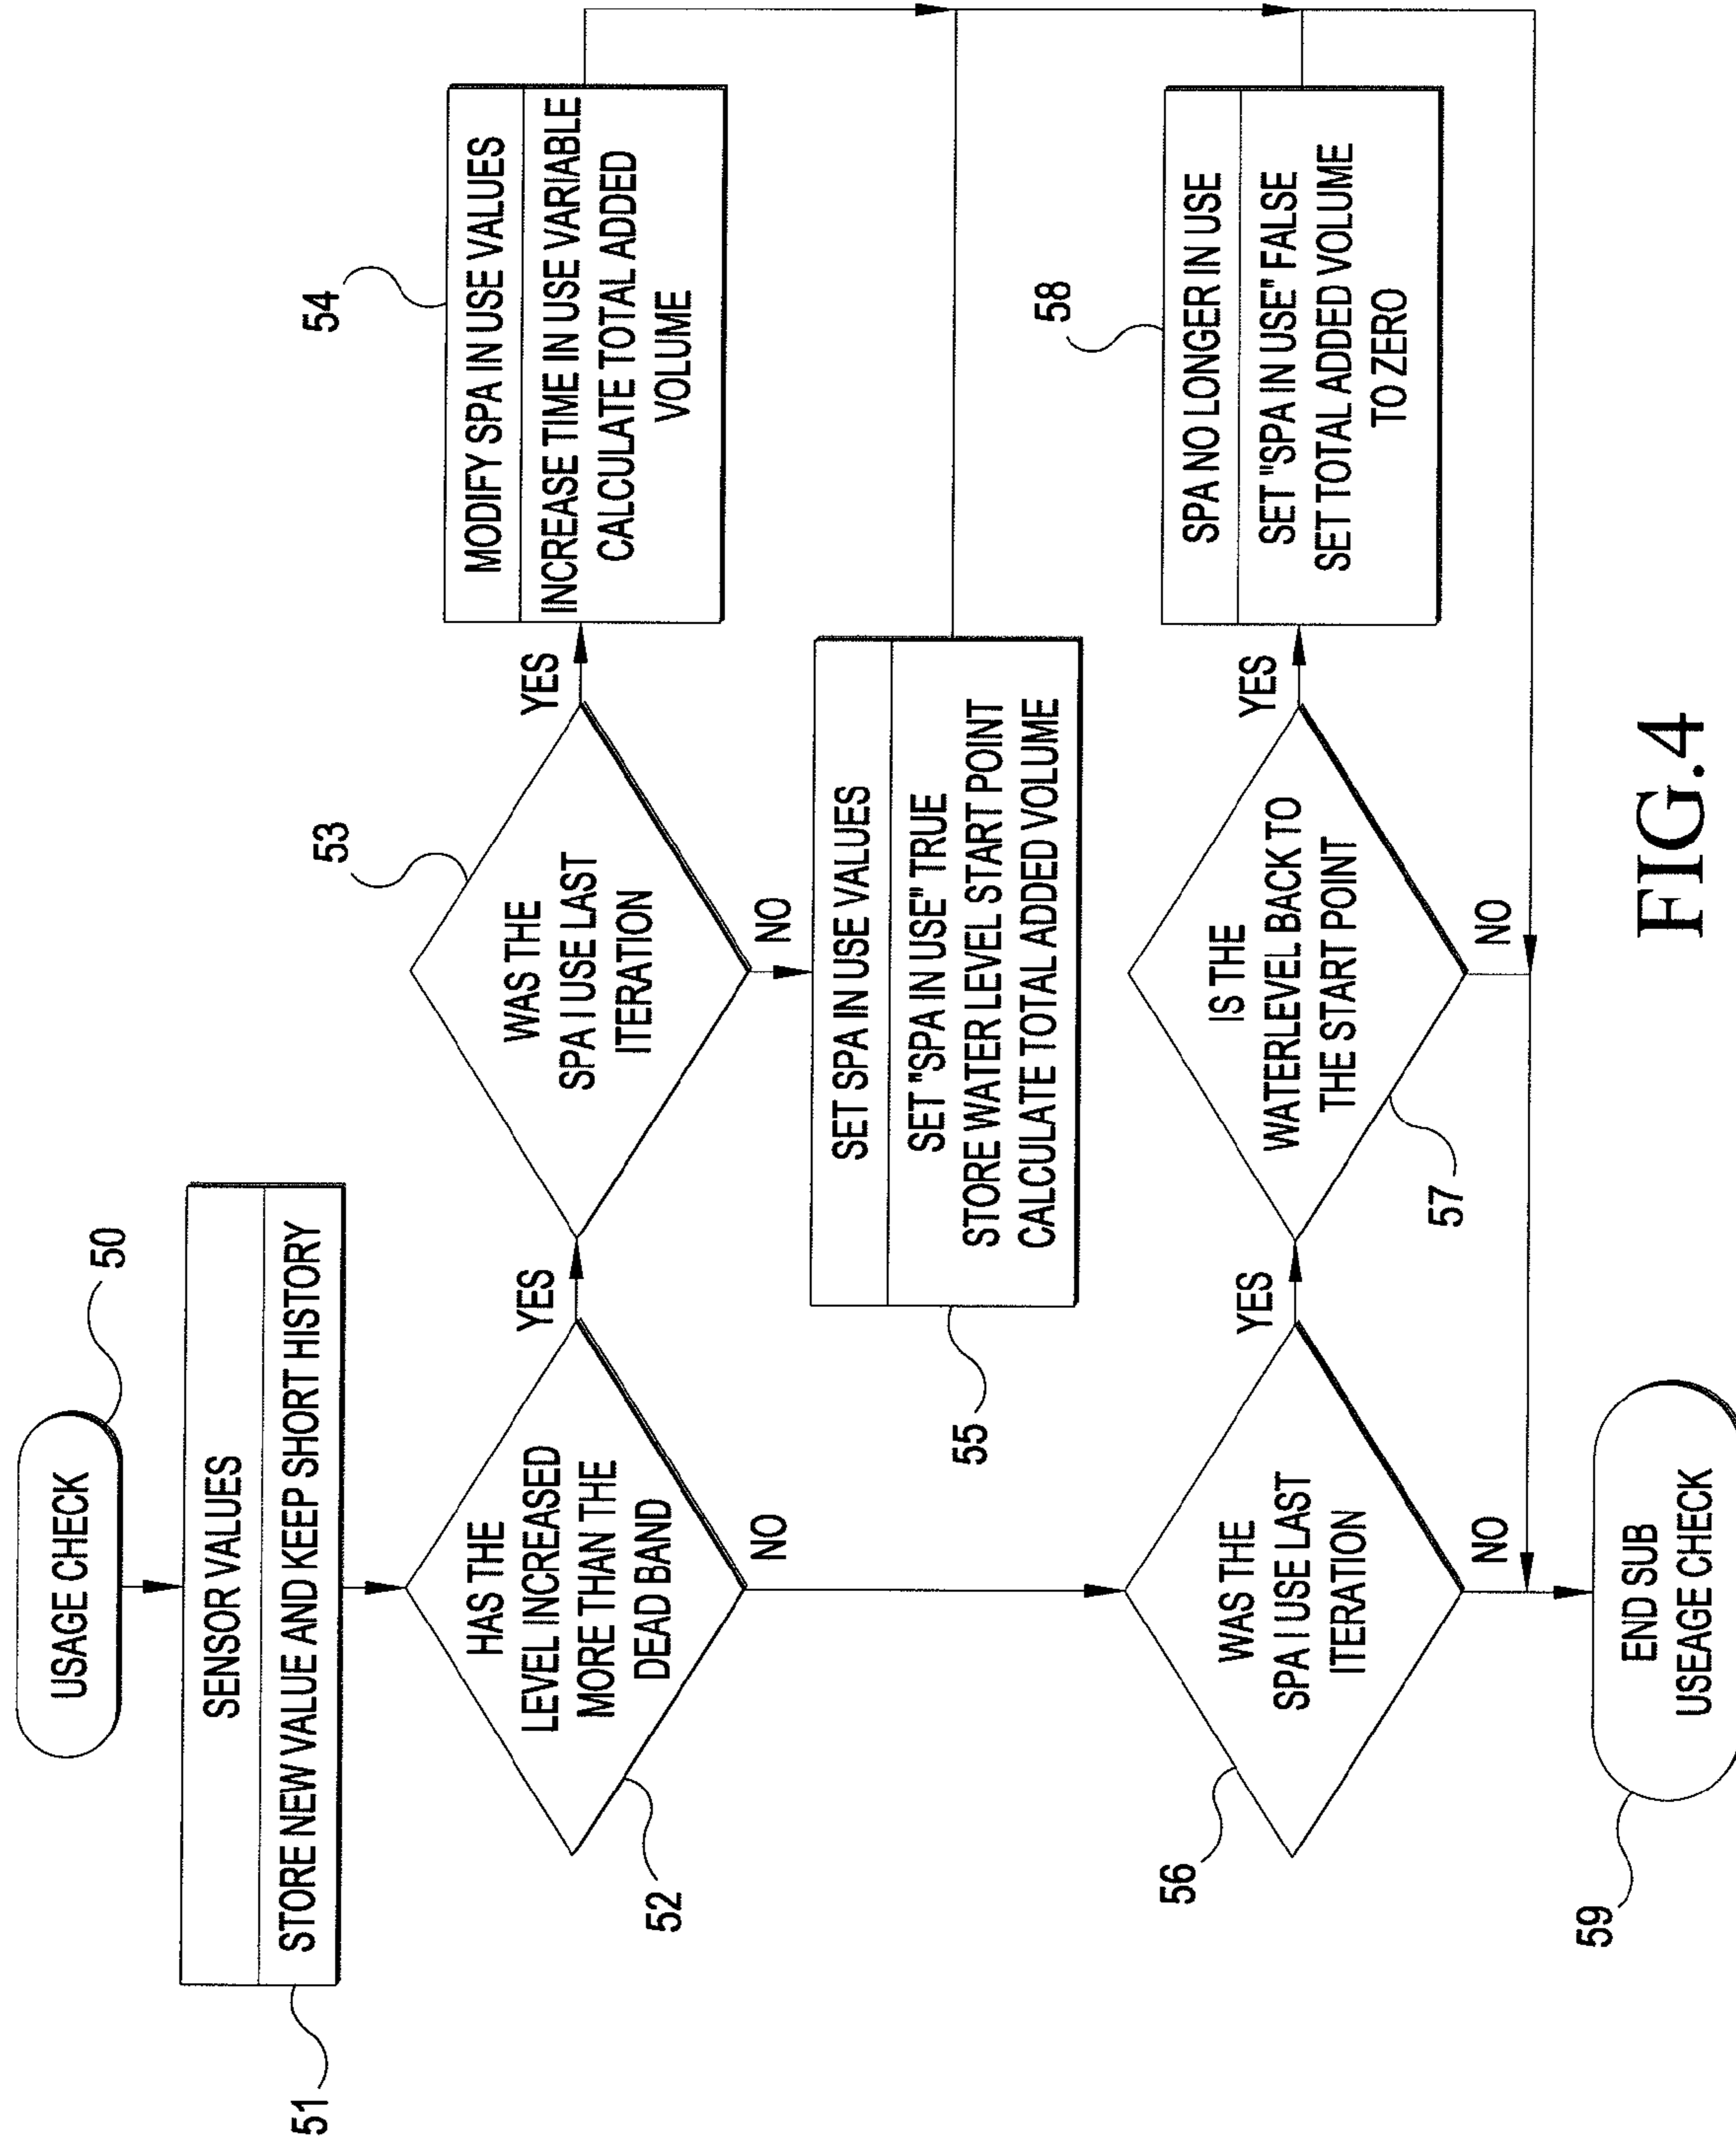 USAGE CHECK
50
SENSOR VALUES
STORE NEW VALUE AND KEEP SHORT HISTORY
51
HAS THE
LEVEL INCREASED
MORE THAN THE
DEAD BAND
52
YES
NO
WAS THE
SPA I USE LAST
ITERATION
53
YES
NO
MODIFY SPA IN USE VALUES
INCREASE TIME IN USE VARIABLE
CALCULATE TOTAL ADDED
VOLUME
54
SET SPA IN USE VALUES
SET "SPA IN USE" TRUE
STORE WATER LEVEL START POINT
CALCULATE TOTAL ADDED VOLUME
55
WAS THE
SPA I USE LAST
ITERATION
56
YES
NO
IS THE
WATERLEVEL BACK TO
THE START POINT
57
YES
NO
SPA NO LONGER IN USE
SET "SPA IN USE" FALSE
SET TOTAL ADDED VOLUME
TO ZERO
58
END SUB
USEAGE CHECK
59
FIG.4